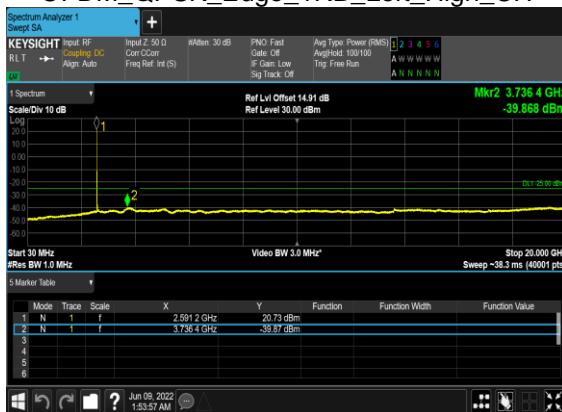 Spectrum Analyzer 1
Swept SA
+
KEYSIGHT Input: RF Input Z: 50 Ω #Atten: 30 dB PNO: Fast Avg Type: Power (RMS) 1 2 3 4 5 6
RLT Coupling: DC Corr CCorr Gate: Off Avg|Hold: 100/100 A W W W W W
Align: Auto Freq Ref: Int (S) IF Gain: Low Trig: Free Run
Sig Track: Off A N N N N N
LXI
1 Spectrum Ref Lvl Offset 14.91 dB Mkr2 3.736 4 GHz
Scale/Div 10 dB Ref Level 30.00 dBm -39.868 dBm
Log
20.0
10.0
0.00
-10.0
-20.0
-30.0
-40.0
-50.0
-60.0
1
2
DL1 -25.00 dBm
Start 30 MHz Video BW 3.0 MHz* Stop 20.000 GHz
#Res BW 1.0 MHz Sweep ~38.3 ms (40001 pts)
5 Marker Table
Mode Trace Scale X Y Function Function Width Function Value
1 N 1 f 2.591 2 GHz 20.73 dBm
2 N 1 f 3.736 4 GHz -39.87 dBm
3
4
5
6
? Jun 09, 2022
1:53:57 AM